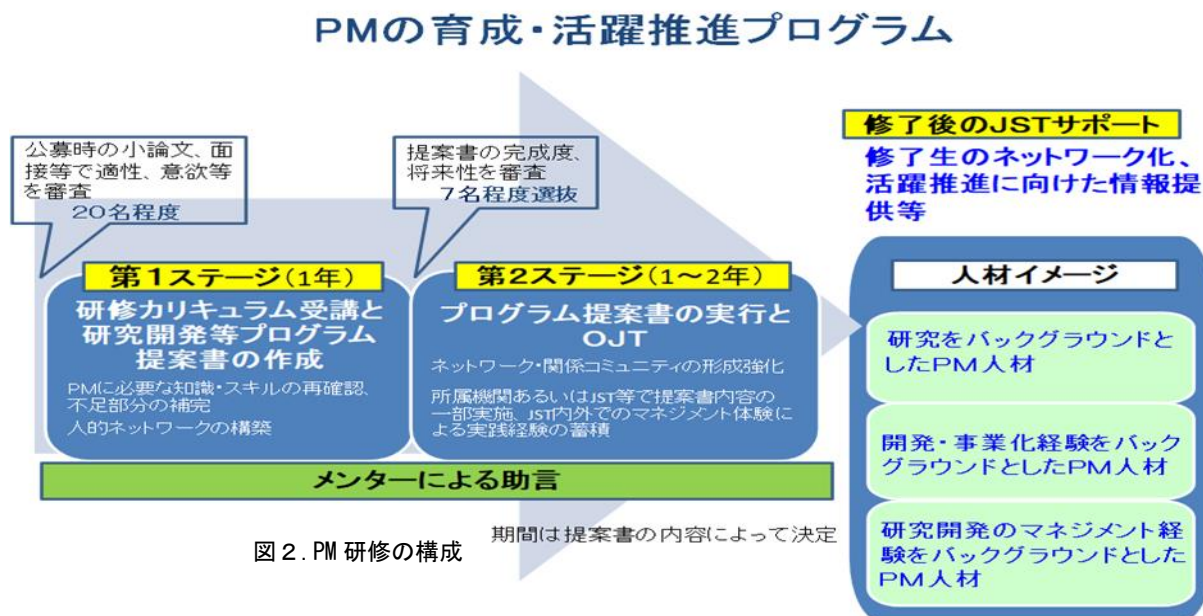 PMの育成・活躍推進プログラム
公募時の小論文、面
接等で適性、意欲等
を審査
20名程度
提案書の完成度、
将来性を審査
7名程度選抜
修了後のJSTサポート
修了生のネットワーク化、
活躍推進に向けた情報提
供等
第1ステージ(1年)
研修カリキュラム受講と
研究開発等プログラム
提案書の作成
PMに必要な知識・スキルの再確認、
不足部分の補完
人的ネットワークの構築
第2ステージ(1~2年)
プログラム提案書の実行と
OJT
ネットワーク・関係コミュニティの形成強化
所属機関あるいはJST等で提案書内容の
一部実施、JST内外でのマネジメント体験に
よる実践経験の蓄積
人材イメージ
研究をバックグラウンドと
したPM人材
開発・事業化経験をバック
グラウンドとしたPM人材
研究開発のマネジメント経
験をバックグラウンドとした
PM人材
メンターによる助言
期間は提案書の内容によって決定
図2.PM研修の構成